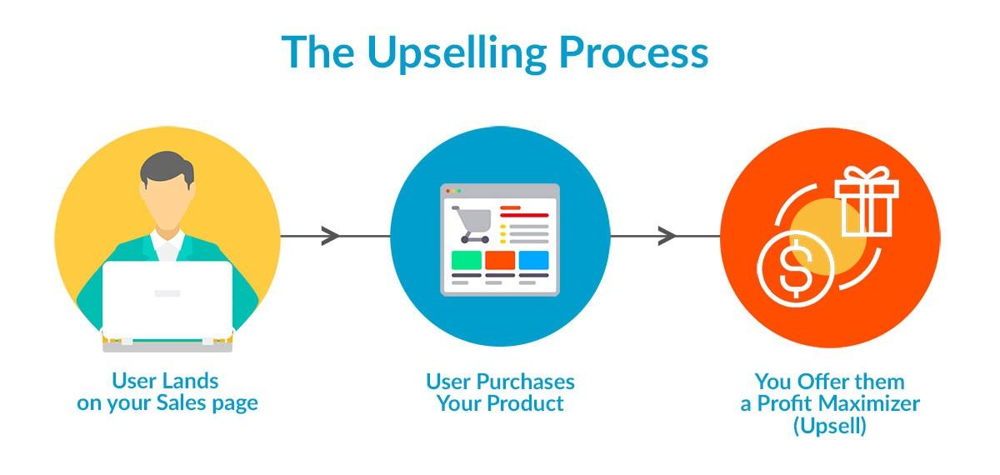 The Upselling Process
User Lands
on your Sales page
User Purchases
Your Product
You Offer them
a Profit Maximizer
(Upsell)